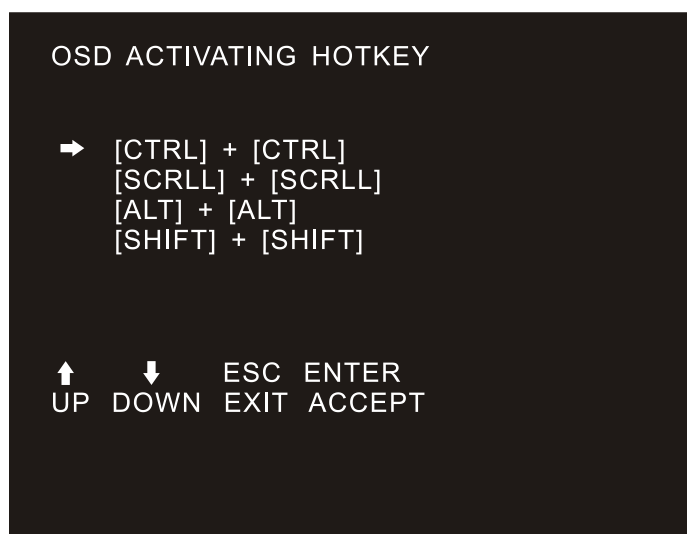 OSD ACTIVATING HOTKEY
➡ [CTRL] + [CTRL]
[SCRLL] + [SCRLL]
[ALT] + [ALT]
[SHIFT] + [SHIFT]
⬆ ⬇ ESC ENTER
UP DOWN EXIT ACCEPT